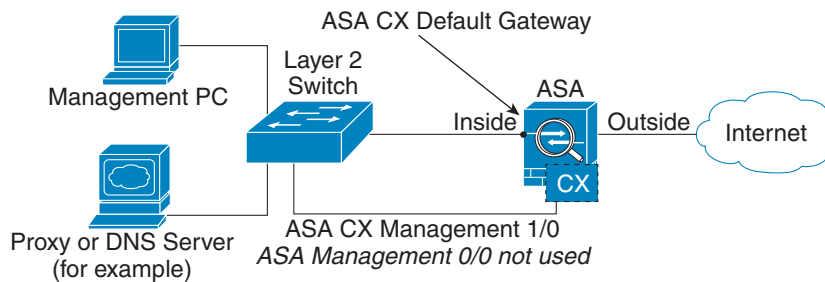 ASA CX Default Gateway
Layer 2
Switch
ASA
Management PC
Inside
Outside
Internet
CX
Proxy or DNS Server
(for example)
ASA CX Management 1/0
ASA Management 0/0 not used